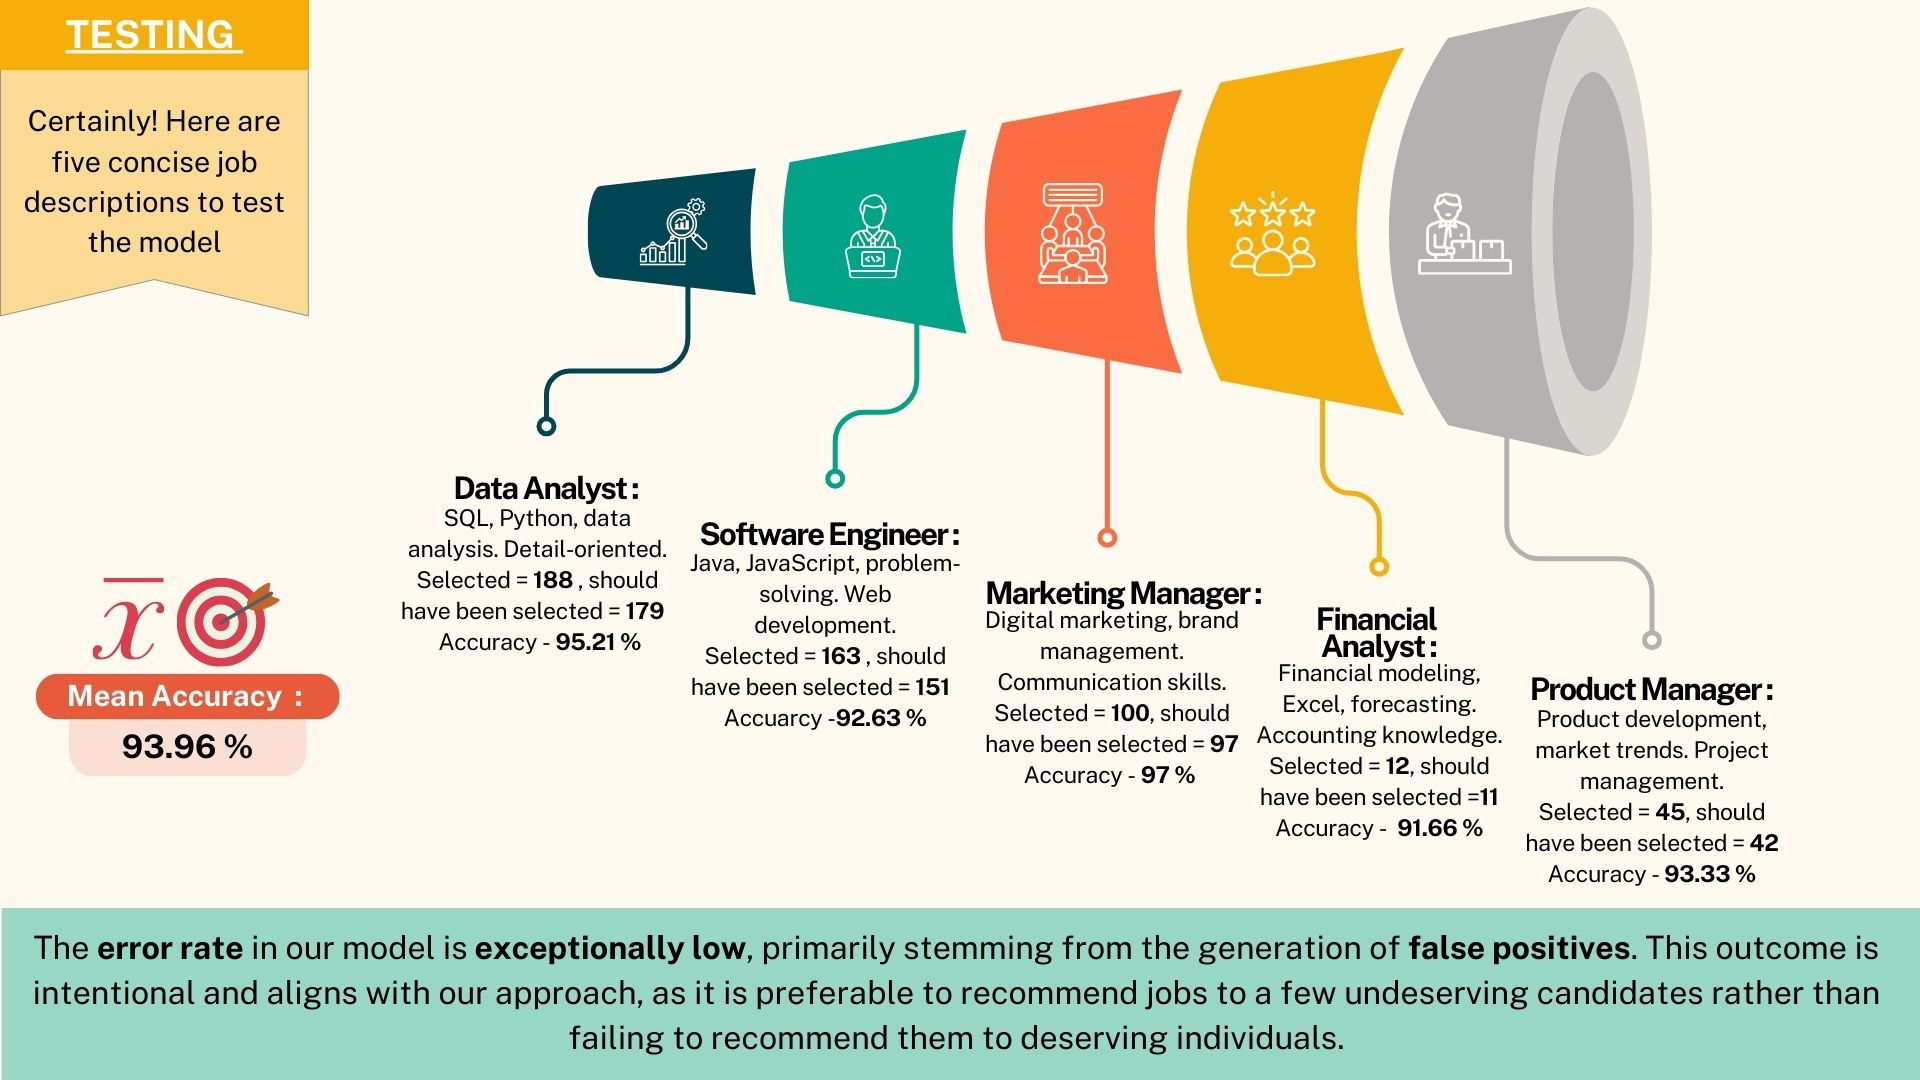 TESTING
Certainly! Here are
five concise job
descriptions to test
the model
Data Analyst :
SQL, Python, data
analysis. Detail-oriented.
Selected = 188 , should
have been selected = 179
Accuracy - 95.21 %
Software Engineer :
Java, JavaScript, problem-
solving. Web
development.
Selected = 163 , should
have been selected = 151
Accuarcy -92.63 %
Marketing Manager :
Digital marketing, brand
management.
Communication skills.
Selected = 100, should
have been selected = 97
Accuracy - 97 %
Financial
Analyst :
Financial modeling,
Excel, forecasting.
Accounting knowledge.
Selected = 12, should
have been selected =11
Accuracy - 91.66 %
Product Manager :
Product development,
market trends. Project
management.
Selected = 45, should
have been selected = 42
Accuracy - 93.33 %
x̅
Mean Accuracy :
93.96 %
The error rate in our model is exceptionally low, primarily stemming from the generation of false positives. This outcome is
intentional and aligns with our approach, as it is preferable to recommend jobs to a few undeserving candidates rather than
failing to recommend them to deserving individuals.